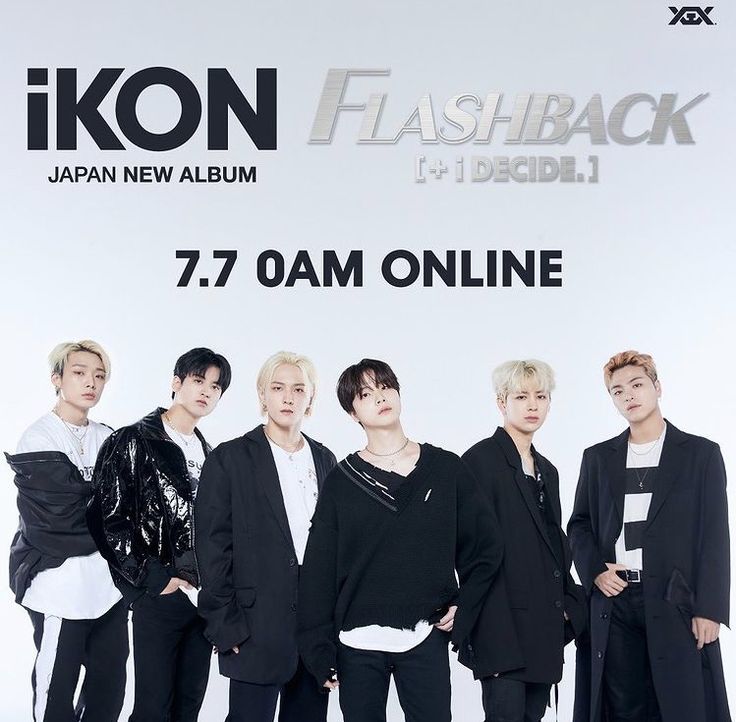 iKON
JAPAN NEW ALBUM
FLASHBACK
[+ i DECIDE.]
7.7 0AM ONLINE